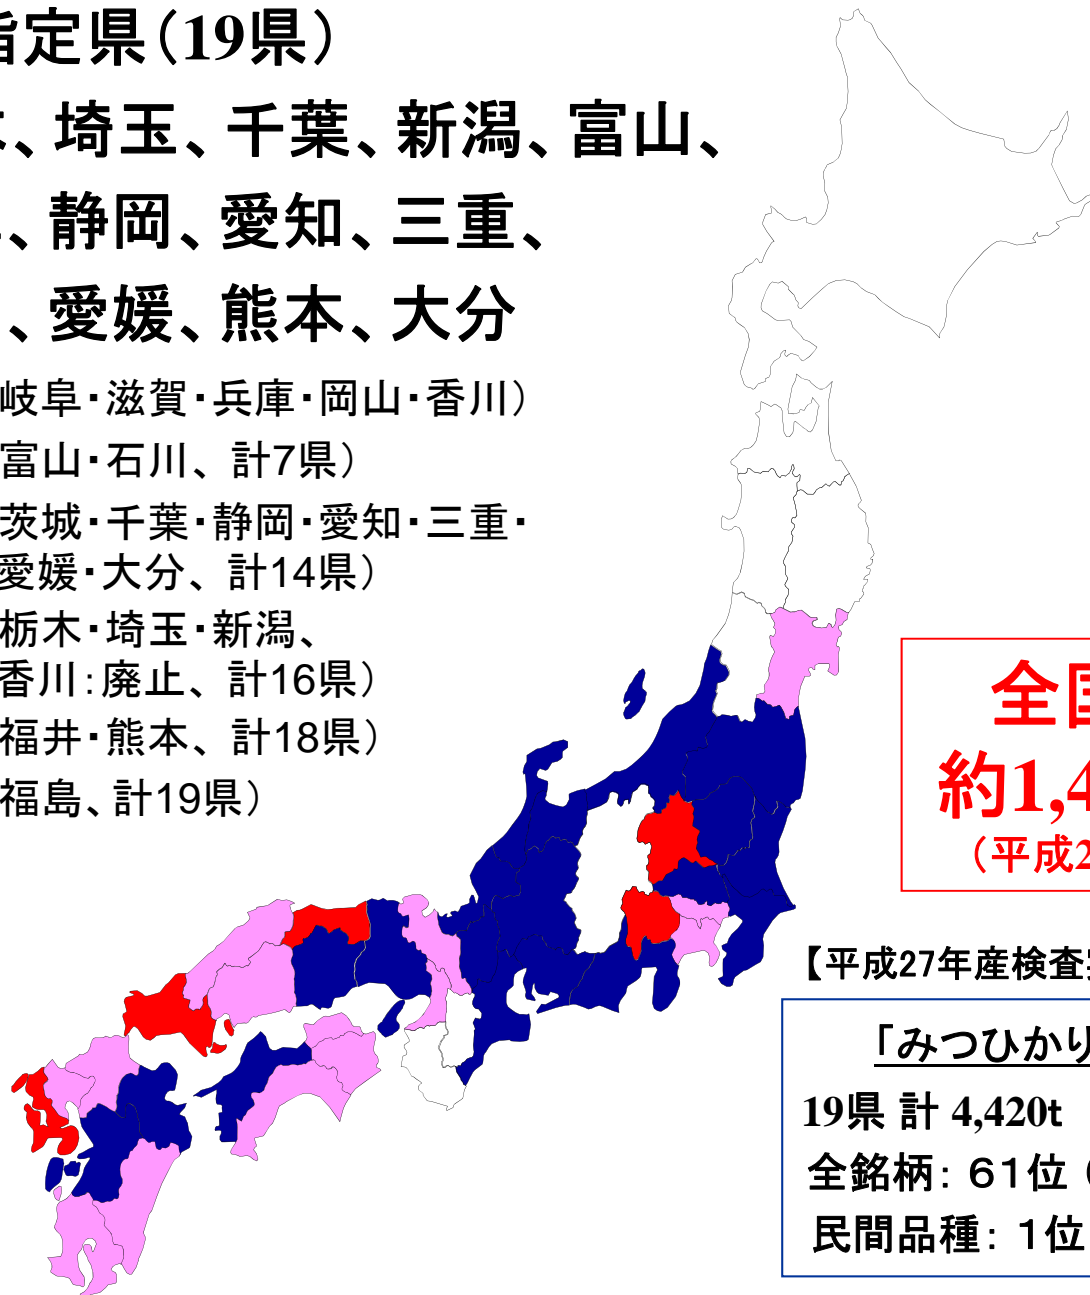 指定県（19県）
、埼玉、千葉、新潟、富山、
、静岡、愛知、三重、
、愛媛、熊本、大分
岐阜・滋賀・兵庫・岡山・香川）
富山・石川、計7県）
茨城・千葉・静岡・愛知・三重・
愛媛・大分、計14県）
栃木・埼玉・新潟、
香川：廃止、計16県）
福井・熊本、計18県）
福島、計19県）
全国
約1,4
（平成2
【平成27年産検査
「みつひかり
19県 計 4,420t
全銘柄：61位（
民間品種：1位